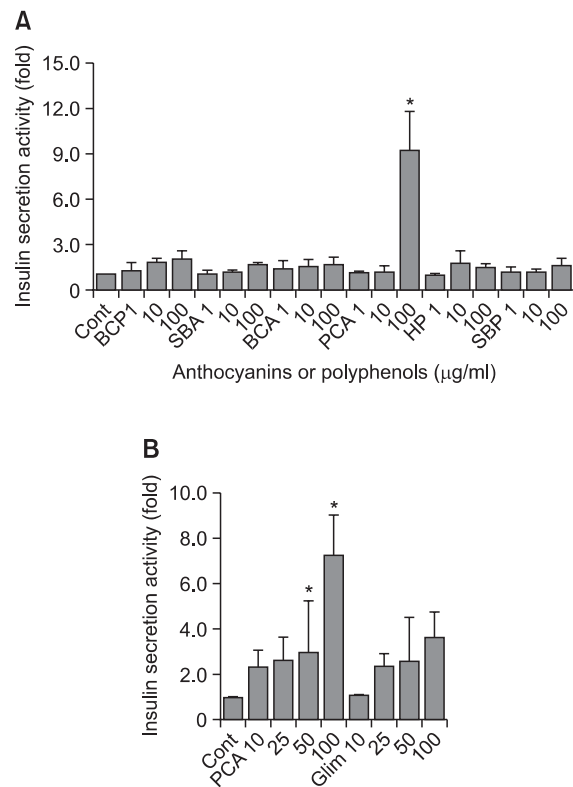 A
Insulin secretion activity (fold)
15.0
12.0
9.0
6.0
3.0
0
*
Cont
BCP1
10
100
SBA 1
10
100
BCA 1
10
100
PCA 1
10
100
HP 1
10
100
SBP 1
10
100
Anthocyanins or polyphenols (μg/ml)
B
Insulin secretion activity (fold)
10.0
8.0
6.0
4.0
2.0
0
*
*
Cont
PCA 10
25
50
100
Glim 10
25
50
100